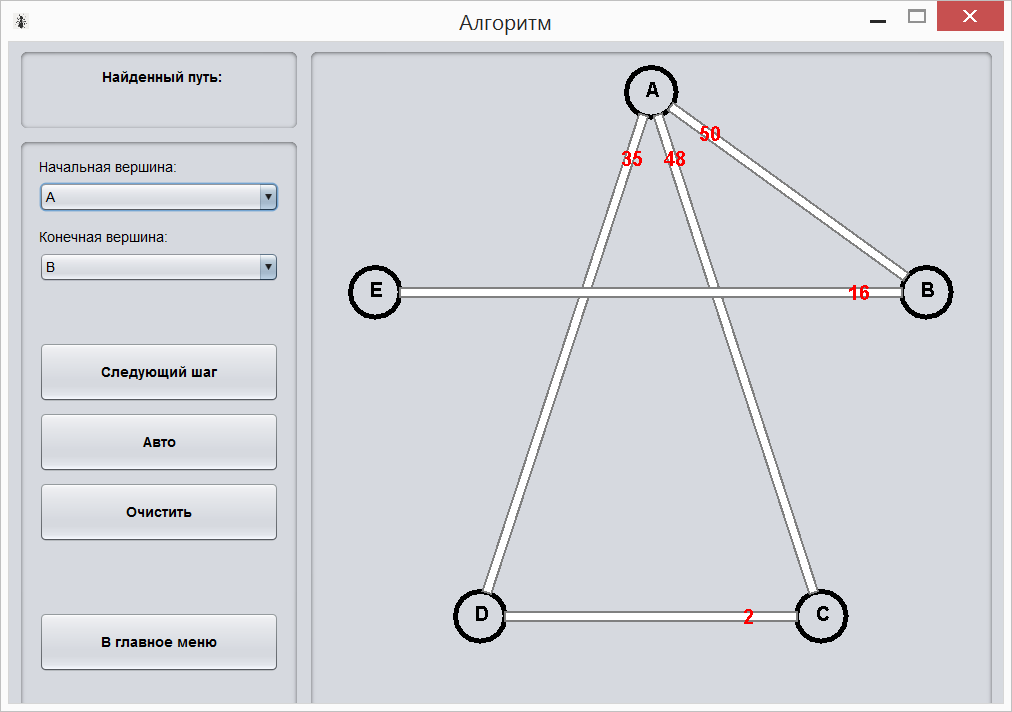 Алгоритм
Найденный путь:
Начальная вершина:
A
Конечная вершина:
B
Следующий шаг
Авто
Очистить
В главное меню
A
50
35 48
E
16
B
D
2
C